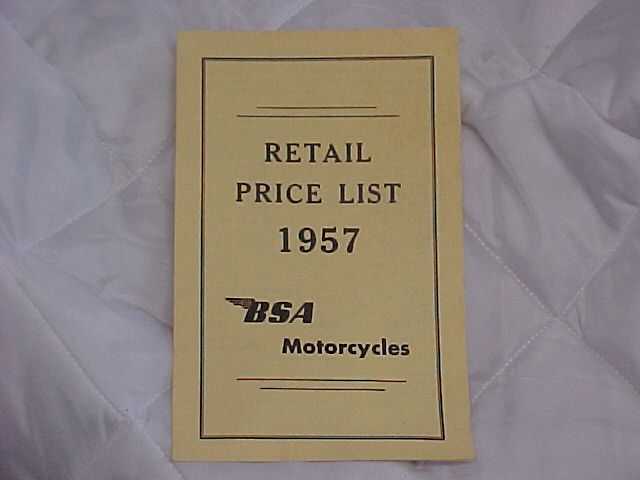 RETAIL
PRICE LIST
1957
BSA
Motorcycles